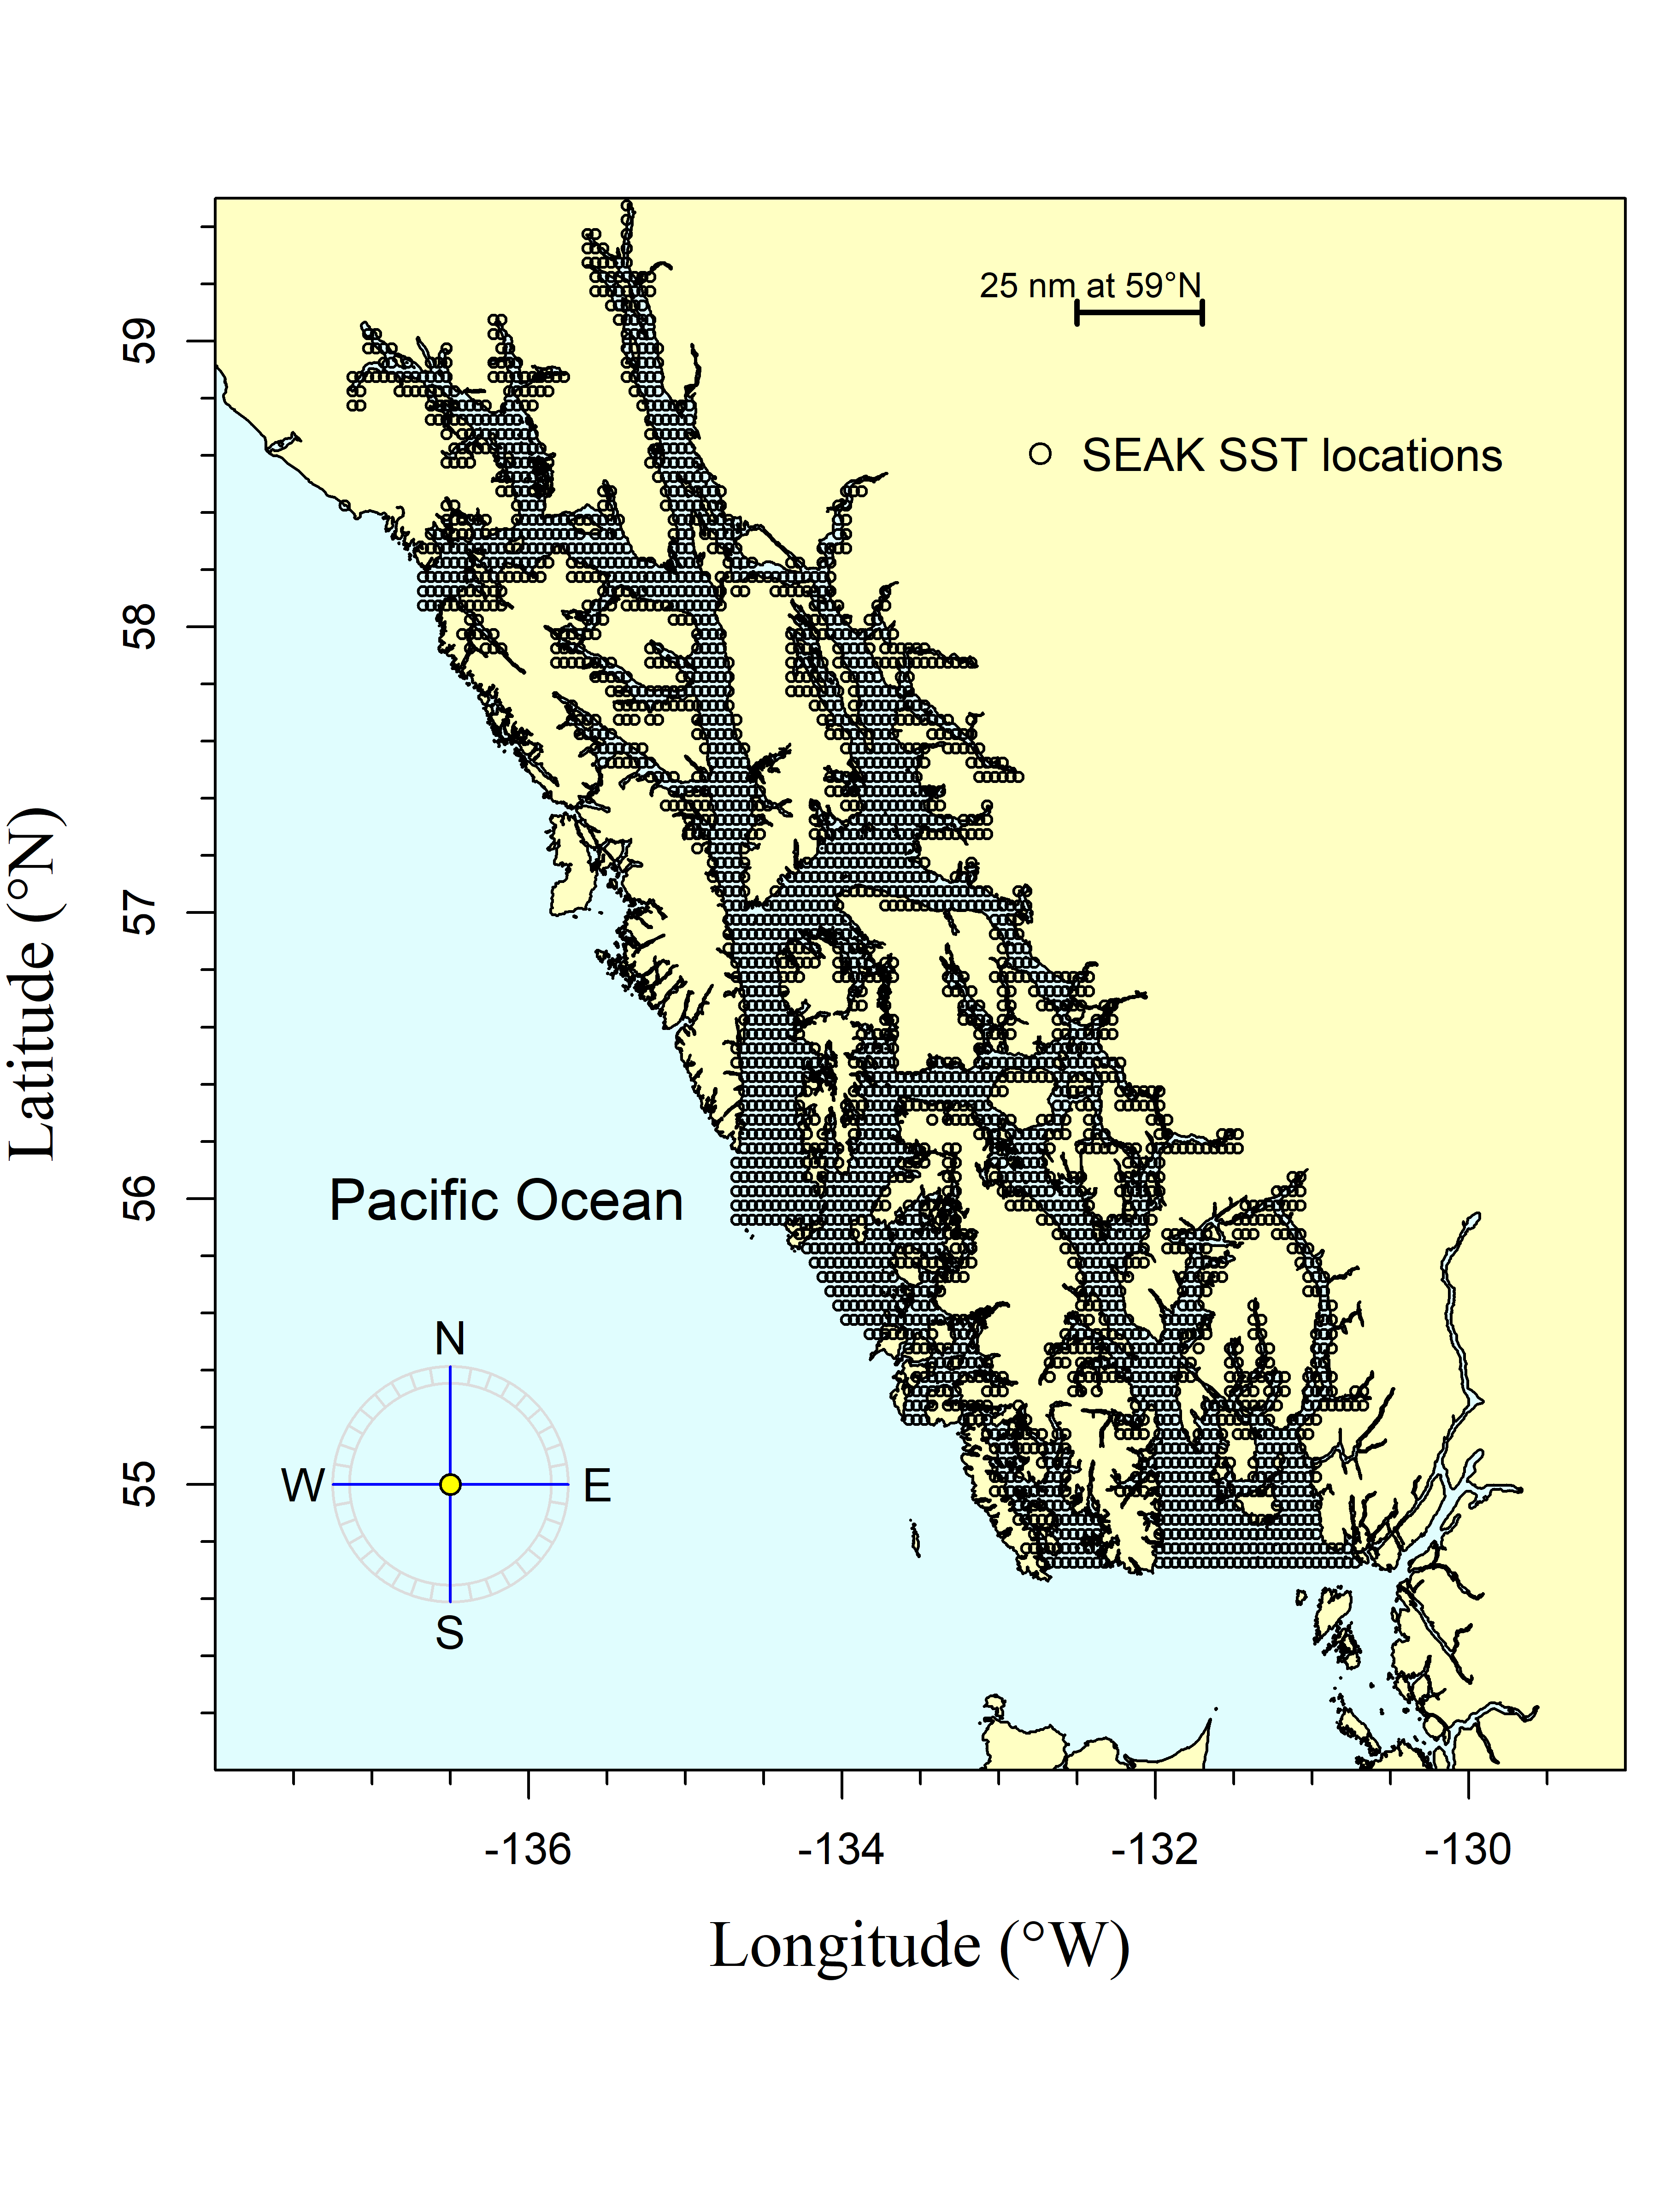 25 nm at 59°N
SEAK SST locations
Pacific Ocean
N
W
E
S
59
58
57
56
55
Latitude (°N)
-136
-134
-132
-130
Longitude (°W)